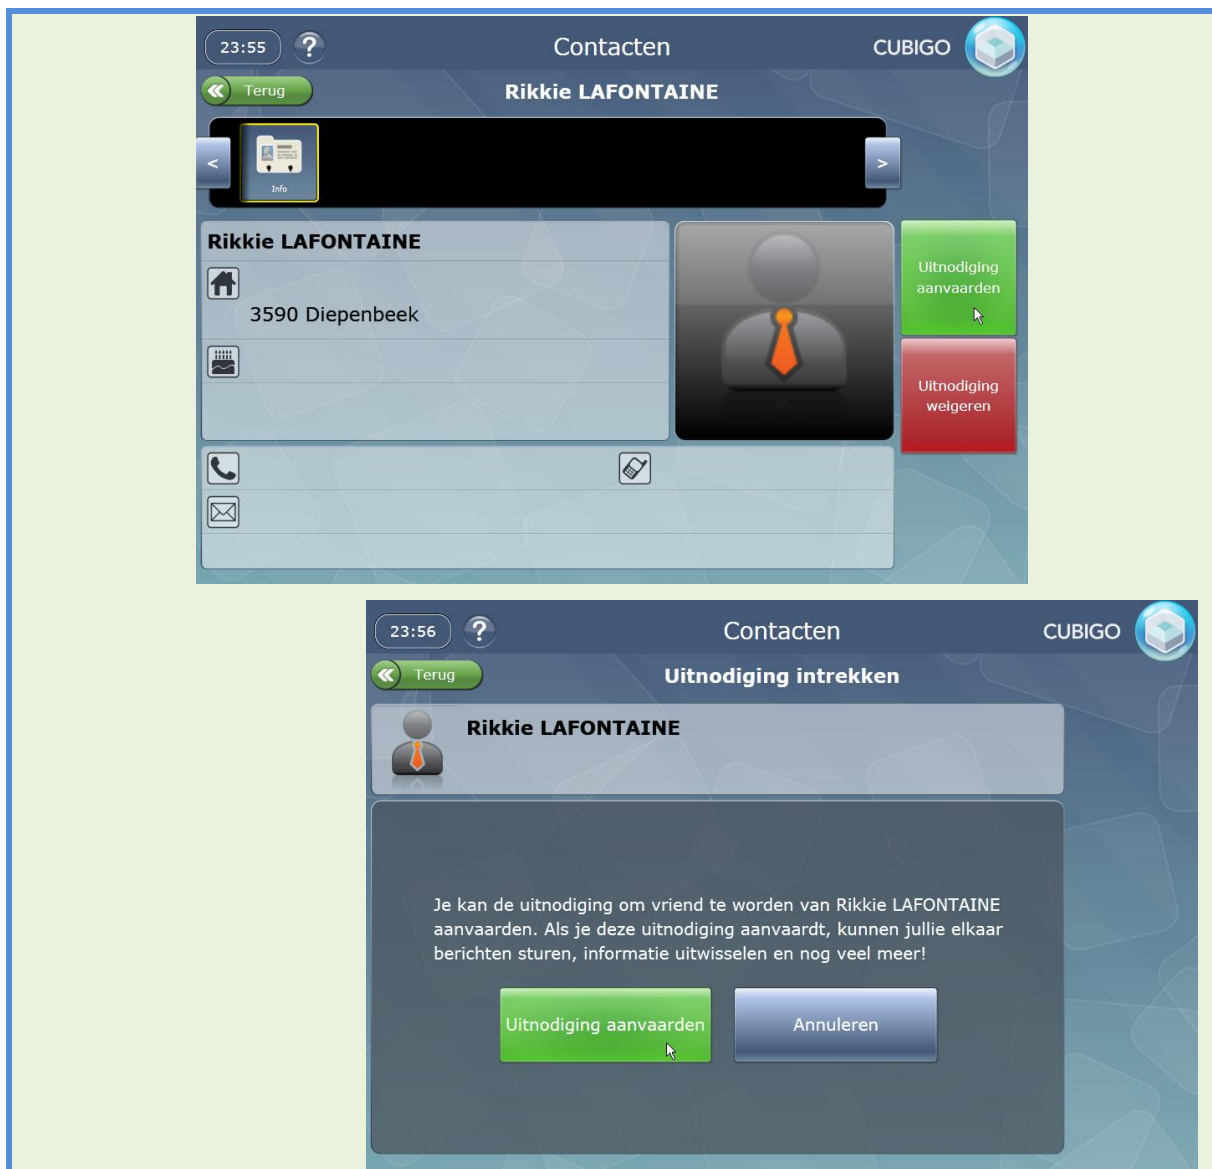 23:55 ? Contacten CUBIGO
Terug Rikkie LAFONTAINE
< >
Info
Rikkie LAFONTAINE
3590 Diepenbeek
Uitnodiging
aanvaarden
Uitnodiging
weigeren
23:56 ? Contacten CUBIGO
Terug Uitnodiging intrekken
Rikkie LAFONTAINE
Je kan de uitnodiging om vriend te worden van Rikkie LAFONTAINE
aanvaarden. Als je deze uitnodiging aanvaardt, kunnen jullie elkaar
berichten sturen, informatie uitwisselen en nog veel meer!
Uitnodiging aanvaarden Annuleren